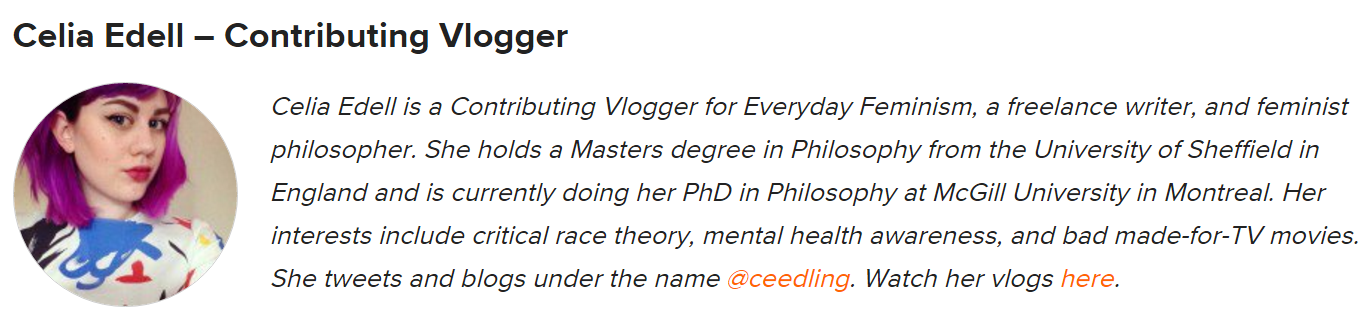 Celia Edell – Contributing Vlogger
Celia Edell is a Contributing Vlogger for Everyday Feminism, a freelance writer, and feminist
philosopher. She holds a Masters degree in Philosophy from the University of Sheffield in
England and is currently doing her PhD in Philosophy at McGill University in Montreal. Her
interests include critical race theory, mental health awareness, and bad made-for-TV movies.
She tweets and blogs under the name @ceedling. Watch her vlogs here.